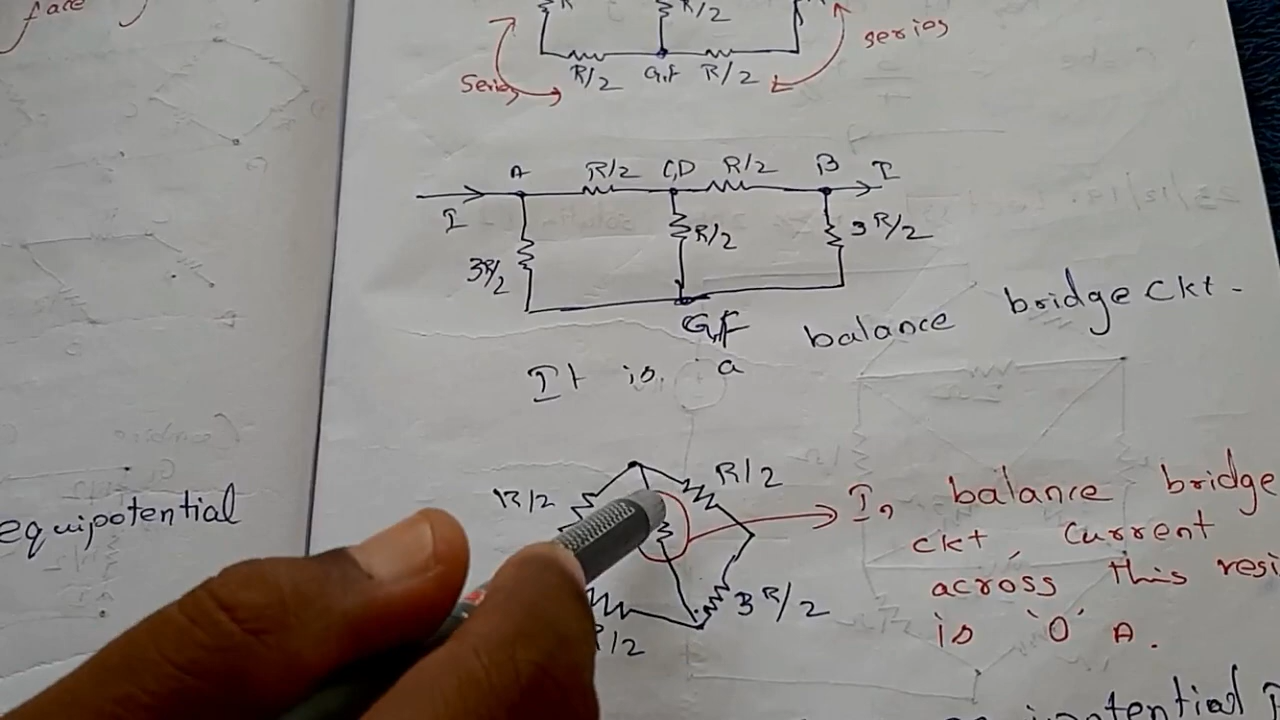 face
R/2
series
Series
R/2 G,F R/2
A R/2 C,D R/2 B I
I
3R/2 R/2 3R/2
G,F
It is a balance bridge ckt.
R/2 R/2
equipotential
3R/2
In balance bridge
ckt, current
across this resi
is '0' A.